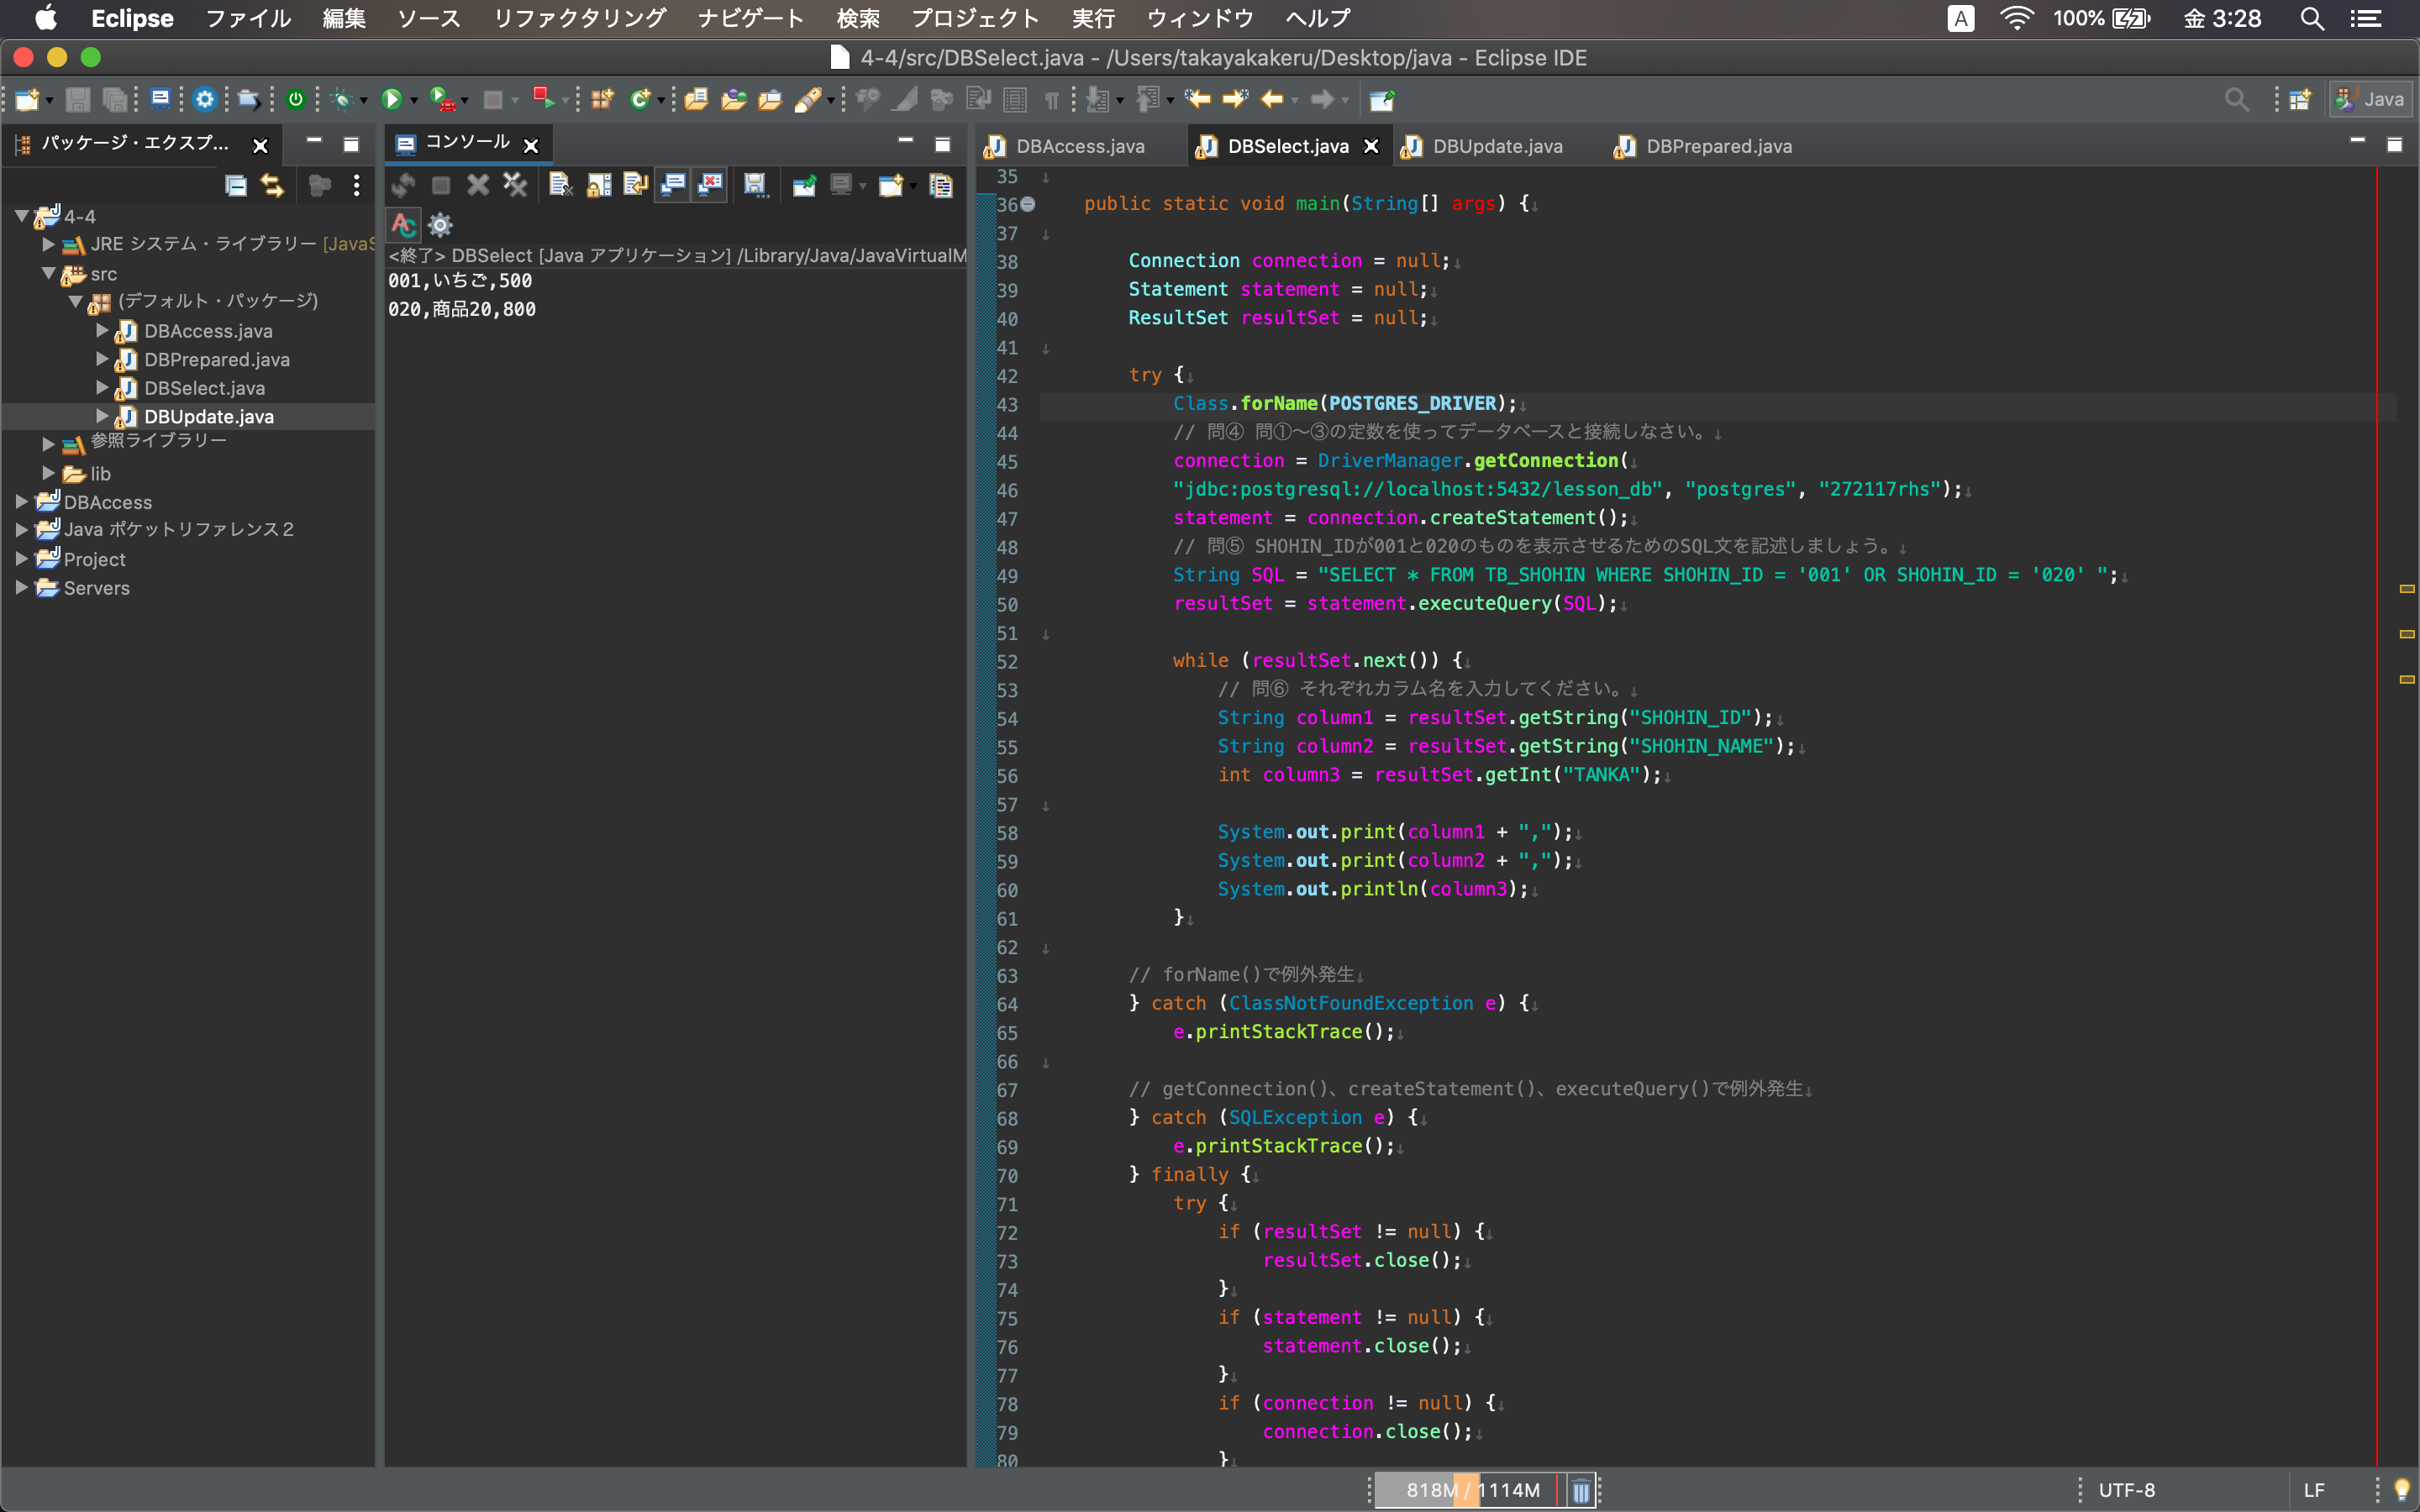 Eclipse ファイル 編集 ソース リファクタリング ナビゲート 検索 プロジェクト 実行 ウィンドウ ヘルプ A 100% 金 3:28
4-4/src/DBSelect.java - /Users/takayakakeru/Desktop/java - Eclipse IDE
Java
パッケージ・エクスプ...
4-4
JRE システム・ライブラリー [JavaS
src
(デフォルト・パッケージ)
DBAccess.java
DBPrepared.java
DBSelect.java
DBUpdate.java
参照ライブラリー
lib
DBAccess
Java ポケットリファレンス2
Project
Servers
コンソール
<終了> DBSelect [Java アプリケーション] /Library/Java/JavaVirtualM
001,いちご,500
020,商品20,800
DBAccess.java DBSelect.java DBUpdate.java DBPrepared.java
35 ↓
36 public static void main(String[] args) {↓
37 ↓
38 Connection connection = null;↓
39 Statement statement = null;↓
40 ResultSet resultSet = null;↓
41 ↓
42 try {↓
43 Class.forName(POSTGRES_DRIVER);↓
44 // 問④ 問①～③の定数を使ってデータベースと接続しなさい。↓
45 connection = DriverManager.getConnection(↓
46 "jdbc:postgresql://localhost:5432/lesson_db", "postgres", "272117rhs");↓
47 statement = connection.createStatement();↓
48 // 問⑤ SHOHIN_IDが001と020のものを表示させるためのSQL文を記述しましょう。↓
49 String SQL = "SELECT * FROM TB_SHOHIN WHERE SHOHIN_ID = '001' OR SHOHIN_ID = '020' ";↓
50 resultSet = statement.executeQuery(SQL);↓
51 ↓
52 while (resultSet.next()) {↓
53 // 問⑥ それぞれカラム名を入力してください。↓
54 String column1 = resultSet.getString("SHOHIN_ID");↓
55 String column2 = resultSet.getString("SHOHIN_NAME");↓
56 int column3 = resultSet.getInt("TANKA");↓
57 ↓
58 System.out.print(column1 + ",");↓
59 System.out.print(column2 + ",");↓
60 System.out.println(column3);↓
61 }↓
62 ↓
63 // forName()で例外発生↓
64 } catch (ClassNotFoundException e) {↓
65 e.printStackTrace();↓
66 ↓
67 // getConnection()、createStatement()、executeQuery()で例外発生↓
68 } catch (SQLException e) {↓
69 e.printStackTrace();↓
70 } finally {↓
71 try {↓
72 if (resultSet != null) {↓
73 resultSet.close();↓
74 }↓
75 if (statement != null) {↓
76 statement.close();↓
77 }↓
78 if (connection != null) {↓
79 connection.close();↓
80 }↓
818M / 1114M UTF-8 LF